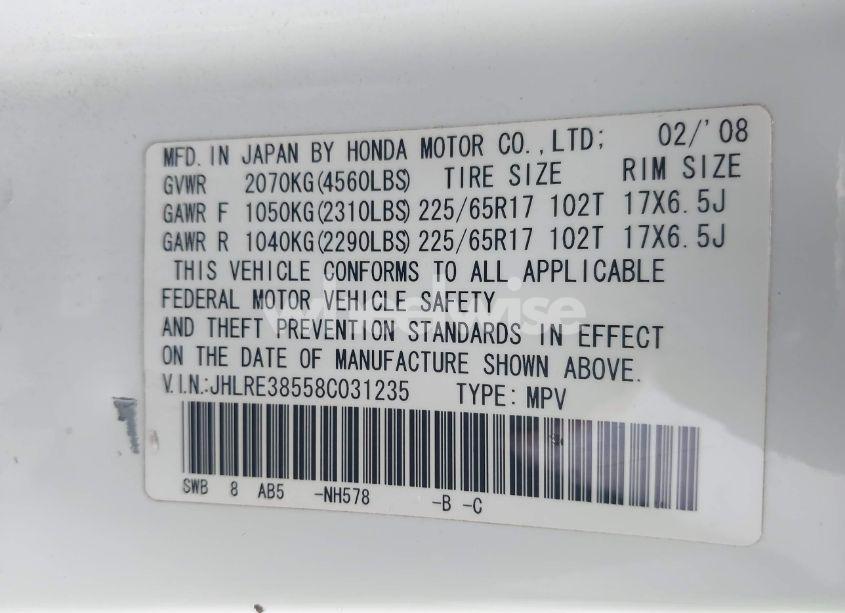 MFD. IN JAPAN BY HONDA MOTOR CO.,LTD; 02/'08
GVWR 2070KG(4560LBS) TIRE SIZE RIM SIZE
GAWR F 1050KG(2310LBS) 225/65R17 102T 17X6.5J
GAWR R 1040KG(2290LBS) 225/65R17 102T 17X6.5J
THIS VEHICLE CONFORMS TO ALL APPLICABLE
FEDERAL MOTOR VEHICLE SAFETY
AND THEFT PREVENTION STANDARDS IN EFFECT
ON THE DATE OF MANUFACTURE SHOWN ABOVE.
V.I.N.:JHLRE38558C031235 TYPE: MPV
SWB 8 AB5 -NH578 -B -C